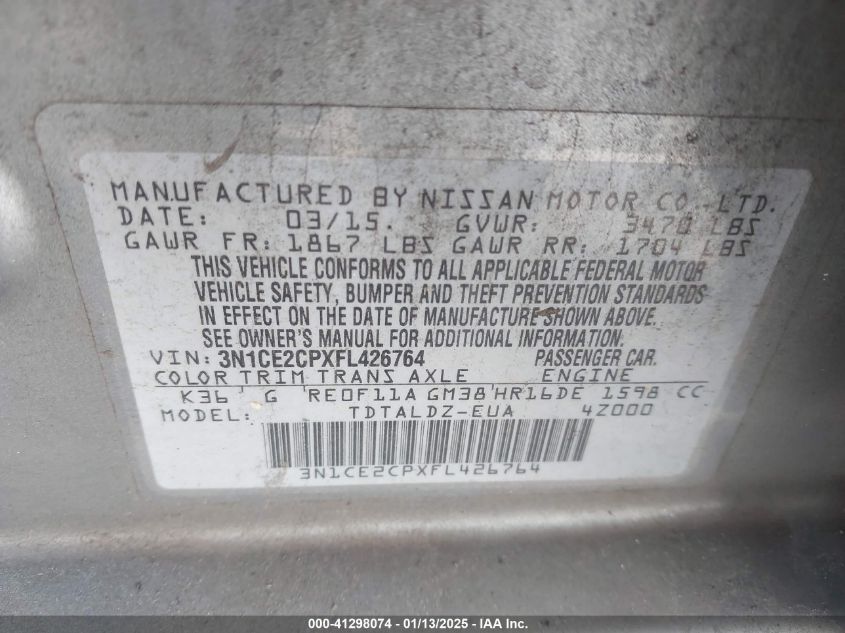 MANUFACTURED BY NISSAN MOTOR CO. LTD.
DATE: 03/15. GVWR: 3470 LBS
GAWR FR: 1867 LBS GAWR RR: 1704 LBS
THIS VEHICLE CONFORMS TO ALL APPLICABLE FEDERAL MOTOR
VEHICLE SAFETY, BUMPER AND THEFT PREVENTION STANDARDS
IN EFFECT ON THE DATE OF MANUFACTURE SHOWN ABOVE.
SEE OWNER'S MANUAL FOR ADDITIONAL INFORMATION.
VIN: 3N1CE2CPXFL426764 PASSENGER CAR.
COLOR TRIM TRANS AXLE ENGINE
K36 G RE0F11A GM38 HR16DE 1598 CC
MODEL: TDTALDZ-EUA 4Z000
3N1CE2CPXFL426764
000-41298074 - 01/13/2025 - IAA Inc.